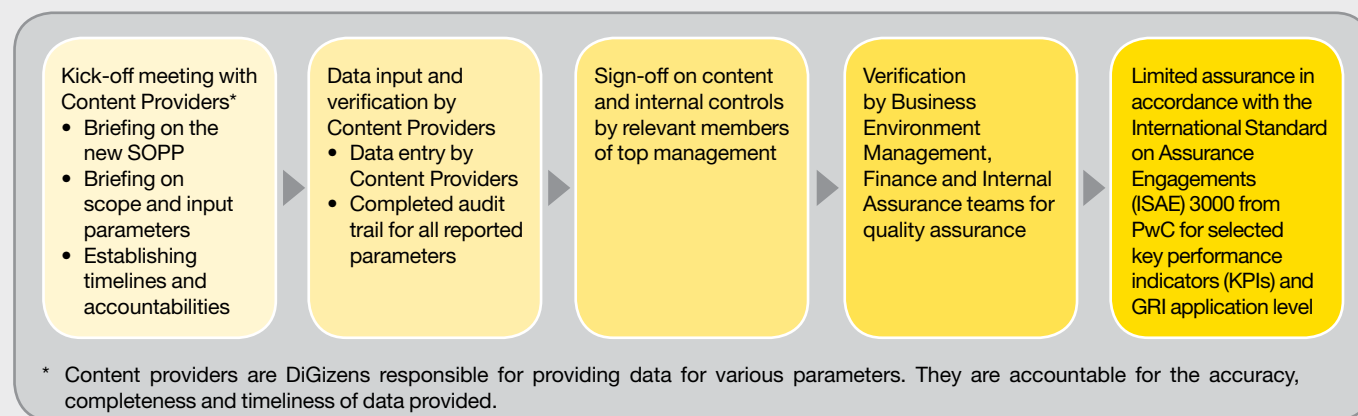 Kick-off meeting with
Content Providers*
• Briefing on the
new SOPP
• Briefing on
scope and input
parameters
• Establishing
timelines and
accountabilities
Data input and
verification by
Content Providers
• Data entry by
Content Providers
• Completed audit
trail for all reported
parameters
Sign-off on content
and internal controls
by relevant members
of top management
Verification
by Business
Environment
Management,
Finance and Internal
Assurance teams for
quality assurance
Limited assurance in
accordance with the
International Standard
on Assurance
Engagements
(ISAE) 3000 from
PwC for selected
key performance
indicators (KPIs) and
GRI application level
* Content providers are DiGizens responsible for providing data for various parameters. They are accountable for the accuracy,
completeness and timeliness of data provided.